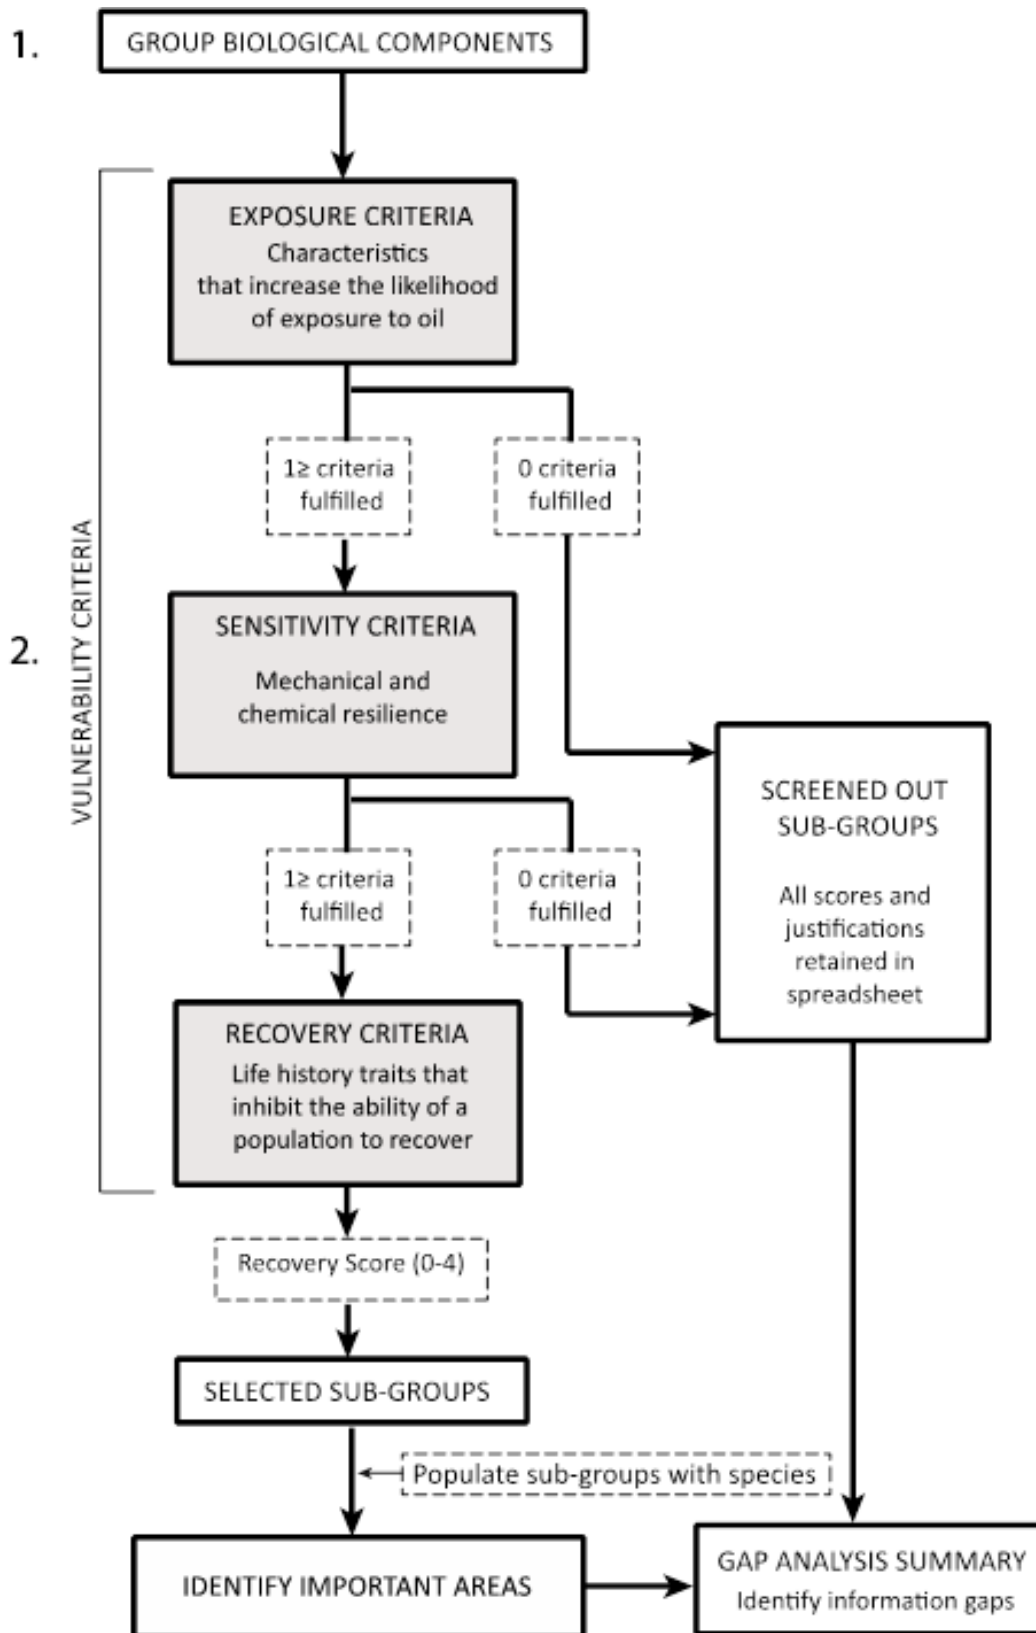 1.
GROUP BIOLOGICAL COMPONENTS
EXPOSURE CRITERIA
Characteristics
that increase the likelihood
of exposure to oil
1≥ criteria
fulfilled
0 criteria
fulfilled
VULNERABILITY CRITERIA
2.
SENSITIVITY CRITERIA
Mechanical and
chemical resilience
SCREENED OUT
SUB-GROUPS
All scores and
justifications
retained in
spreadsheet
1≥ criteria
fulfilled
0 criteria
fulfilled
RECOVERY CRITERIA
Life history traits that
inhibit the ability of a
population to recover
Recovery Score (0-4)
SELECTED SUB-GROUPS
Populate sub-groups with species
IDENTIFY IMPORTANT AREAS
GAP ANALYSIS SUMMARY
Identify information gaps